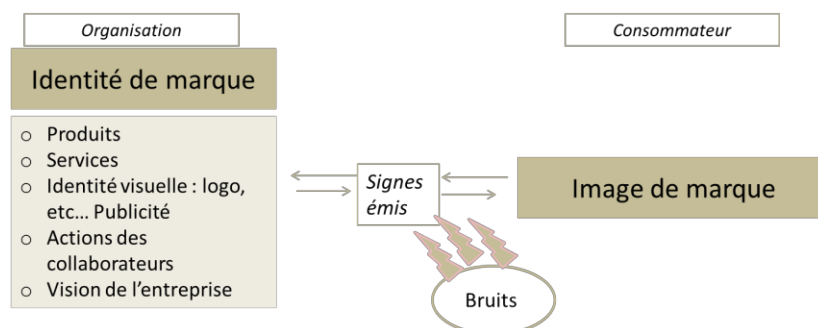 Organisation
Consommateur
Identité de marque
o Produits
o Services
o Identité visuelle : logo,
etc... Publicité
o Actions des
collaborateurs
o Vision de l'entreprise
Signes
émis
Image de marque
Bruits